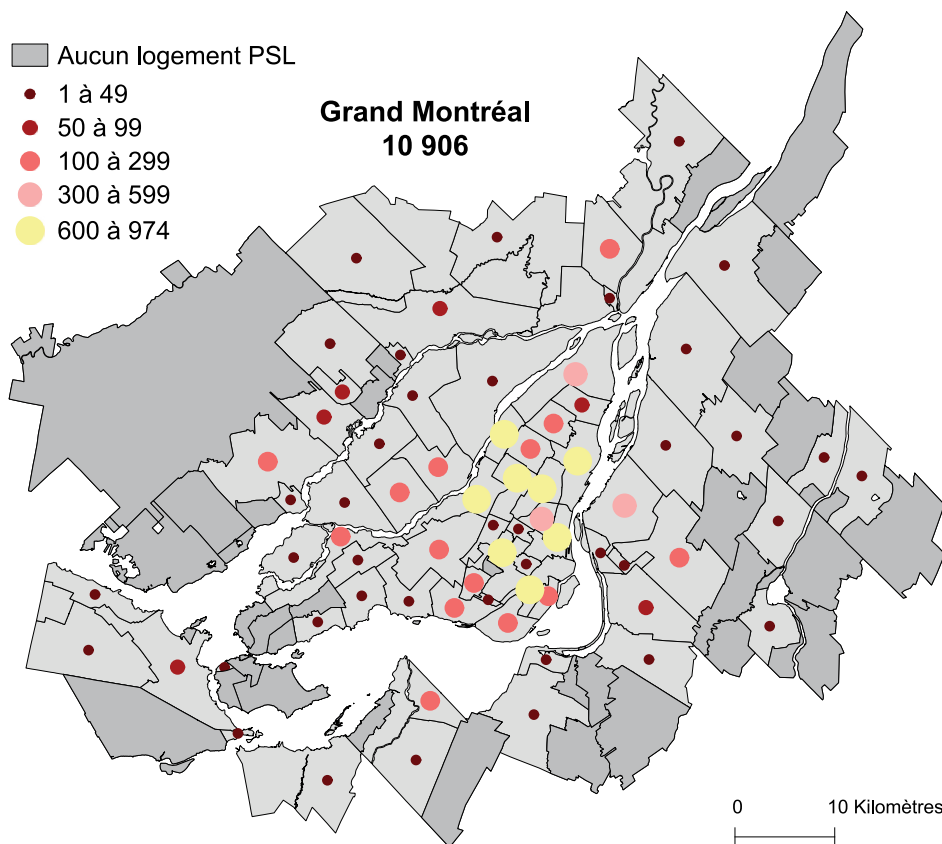 Aucun logement PSL
1 à 49
50 à 99
100 à 299
300 à 599
600 à 974
Grand Montréal
10 906
0 10 Kilomètres